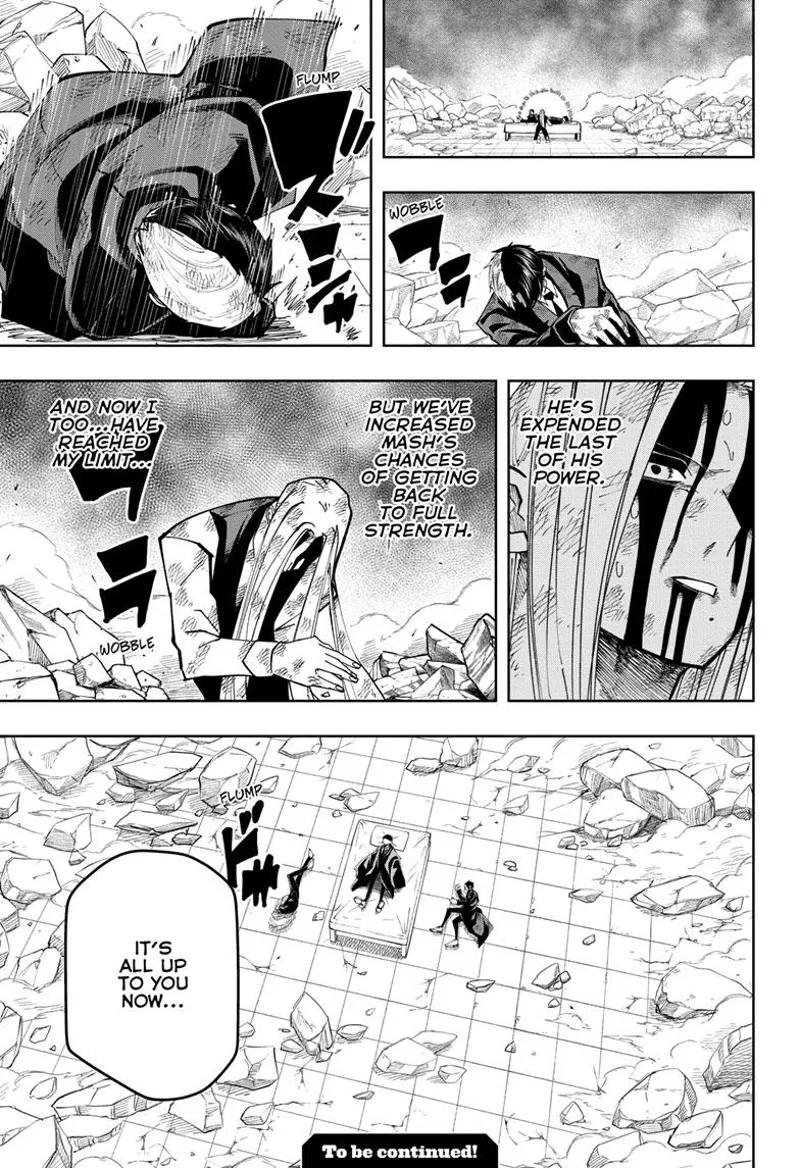 WOBBLE
FLUMP
HE'S
EXPENDED
THE LAST
OF HIS
POWER.
BUT WE'VE
INCREASED
MASH'S
CHANCES
OF GETTING
BACK
TO FULL
STRENGTH.
AND NOW I
TOO...HAVE
REACHED
MY LIMIT...
WOBBLE
FLUMP
IT'S
ALL UP
TO YOU
NOW...
To be continued!